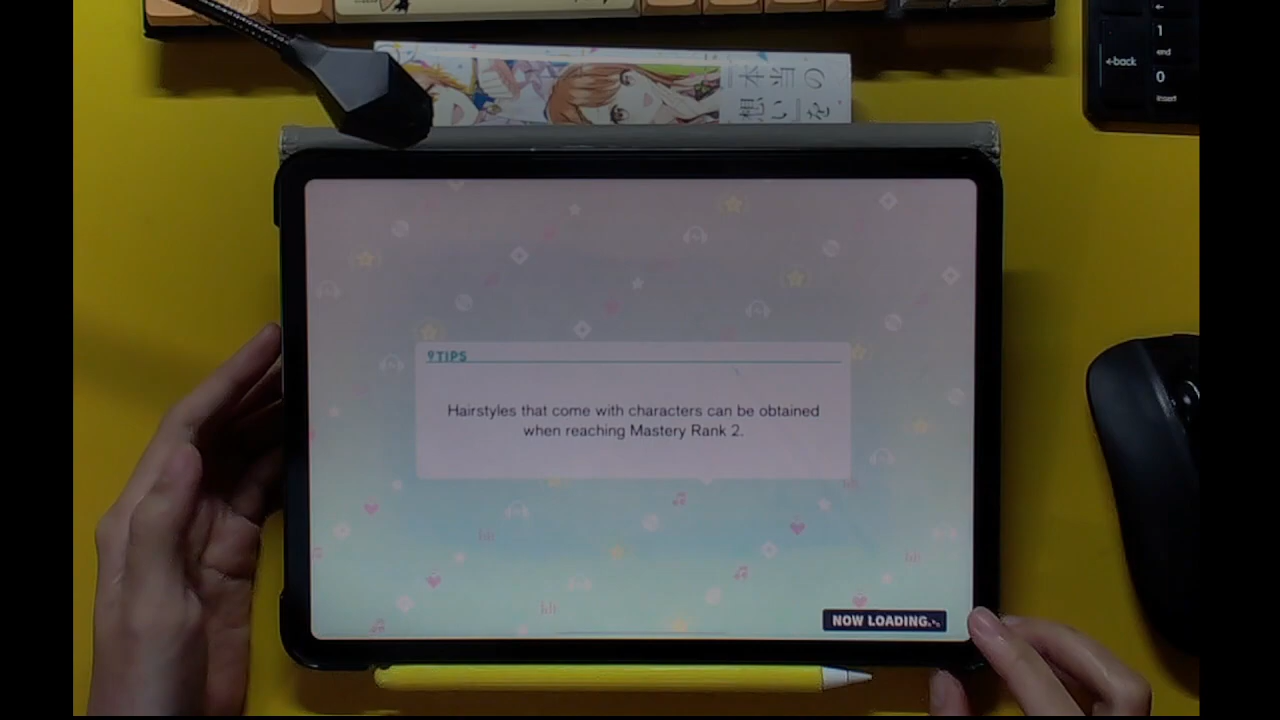 本当の
想いを
←
1
end
←back
0
insert
TIPS
Hairstyles that come with characters can be obtained
when reaching Mastery Rank 2.
NOW LOADING